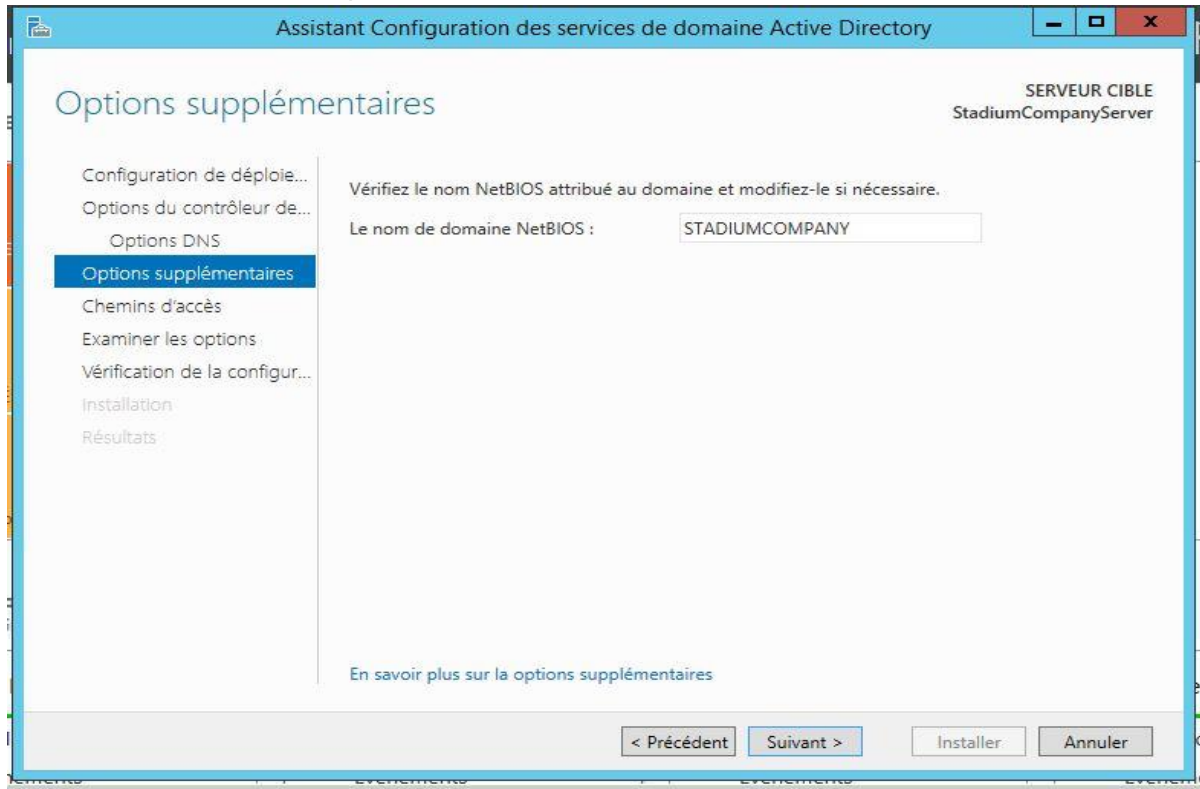 Assistant Configuration des services de domaine Active Directory
Options supplémentaires
SERVEUR CIBLE
StadiumCompanyServer
Configuration de déploie...
Options du contrôleur de...
Options DNS
Options supplémentaires
Chemins d'accès
Examiner les options
Vérification de la configur...
Installation
Résultats
Vérifiez le nom NetBIOS attribué au domaine et modifiez-le si nécessaire.
Le nom de domaine NetBIOS : STADIUMCOMPANY
En savoir plus sur la options supplémentaires
< Précédent Suivant > Installer Annuler